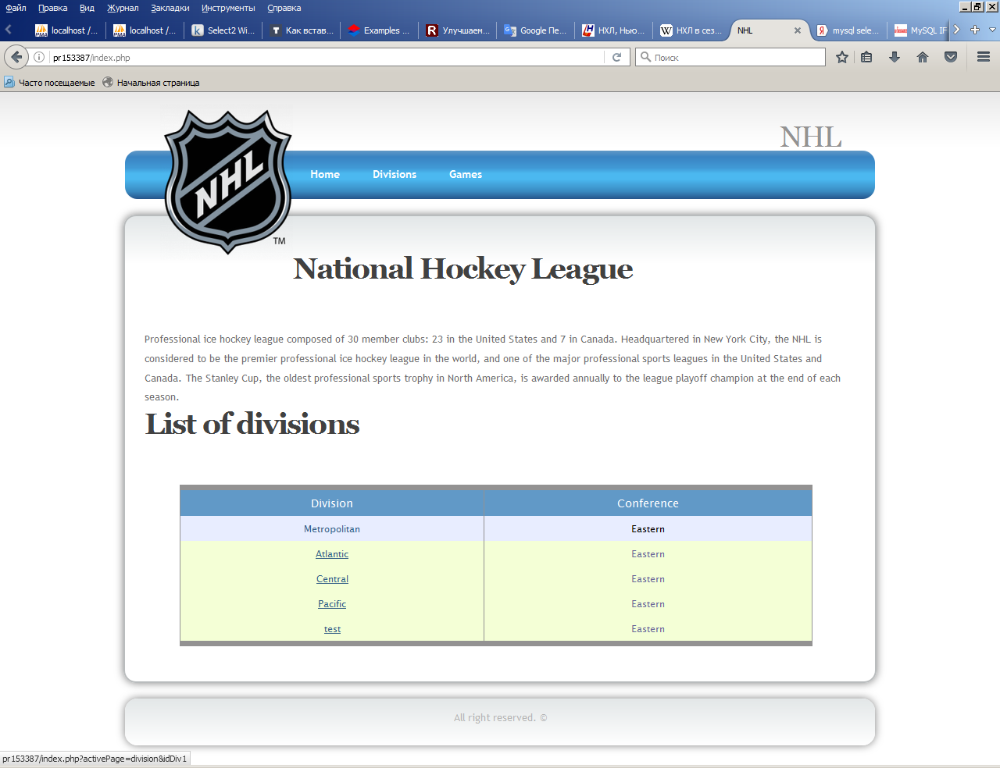 Файл Правка Вид Журнал Закладки Инструменты Справка
localhost /... localhost /... Select2 Wi... Как встав... Examples ... Улучшаем... Google Пе... НХЛ, Нью... НХЛ в сез... NHL mysql sele... MySQL IF
pr153387/index.php
Поиск
Часто посещаемые Начальная страница
NHL
NHL
TM
Home Divisions Games
National Hockey League
Professional ice hockey league composed of 30 member clubs: 23 in the United States and 7 in Canada. Headquartered in New York City, the NHL is
considered to be the premier professional ice hockey league in the world, and one of the major professional sports leagues in the United States and
Canada. The Stanley Cup, the oldest professional sports trophy in North America, is awarded annually to the league playoff champion at the end of each
season.
List of divisions
Division Conference
Metropolitan Eastern
Atlantic Eastern
Central Eastern
Pacific Eastern
test Eastern
All right reserved. ©
pr153387/index.php?activePage=division&idDiv1